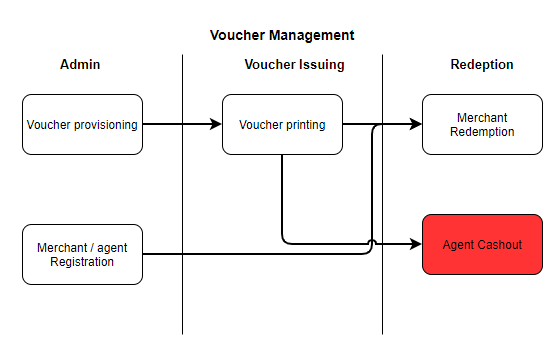 Voucher Management
Admin
Voucher Issuing
Redeption
Voucher provisioning
Voucher printing
Merchant
Redemption
Merchant / agent
Registration
Agent Cashout